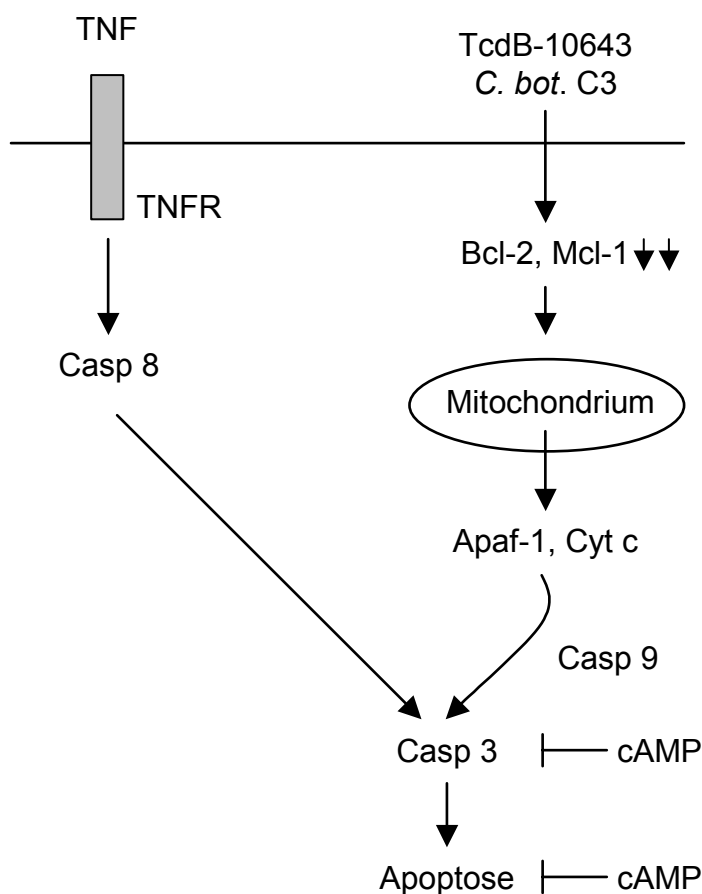 TNF
TcdB-10643
C. bot. C3
TNFR
Bcl-2, Mcl-1
Casp 8
Mitochondrium
Apaf-1, Cyt c
Casp 9
Casp 3
cAMP
Apoptose
cAMP